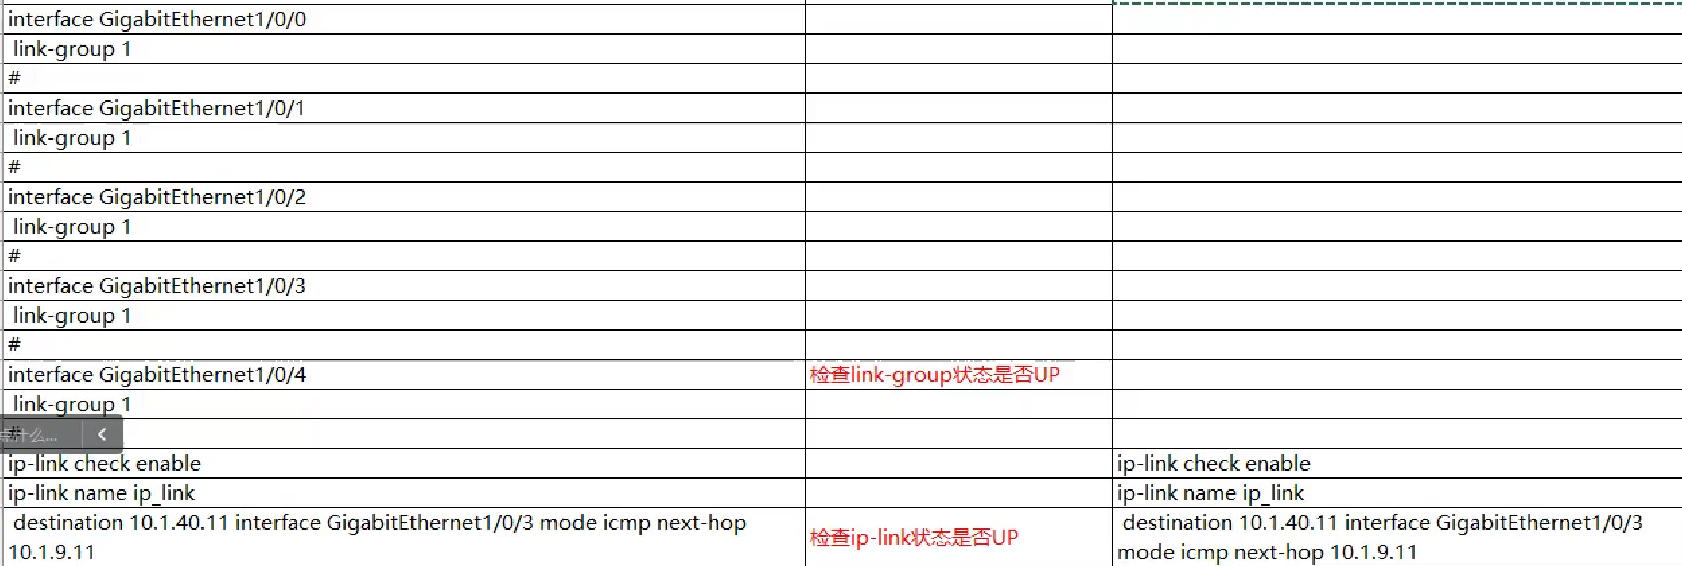 interface GigabitEthernet1/0/0
link-group 1
#
interface GigabitEthernet1/0/1
link-group 1
#
interface GigabitEthernet1/0/2
link-group 1
#
interface GigabitEthernet1/0/3
link-group 1
#
interface GigabitEthernet1/0/4 检查link-group状态是否UP
link-group 1
#
什么...
ip-link check enable ip-link check enable
ip-link name ip_link ip-link name ip_link
destination 10.1.40.11 interface GigabitEthernet1/0/3 mode icmp next-hop
10.1.9.11
检查ip-link状态是否UP
destination 10.1.40.11 interface GigabitEthernet1/0/3
mode icmp next-hop 10.1.9.11